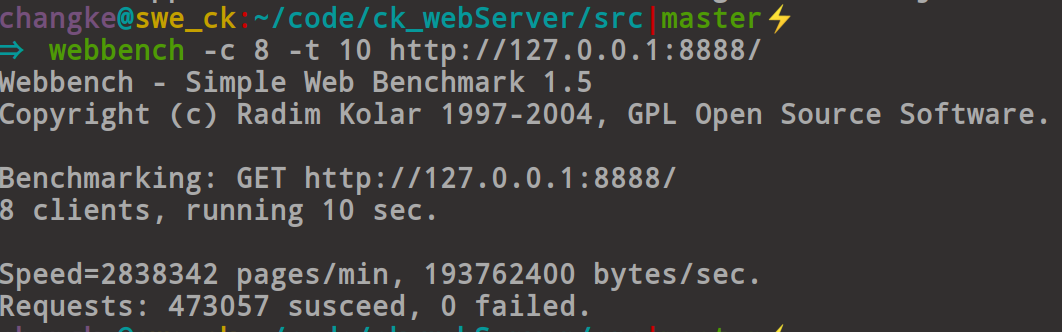 changke@swe_ck:~/code/ck_webServer/src|master⚡
⇒ webbench -c 8 -t 10 http://127.0.0.1:8888/
Webbench - Simple Web Benchmark 1.5
Copyright (c) Radim Kolar 1997-2004, GPL Open Source Software.
Benchmarking: GET http://127.0.0.1:8888/
8 clients, running 10 sec.
Speed=2838342 pages/min, 193762400 bytes/sec.
Requests: 473057 susceed, 0 failed.